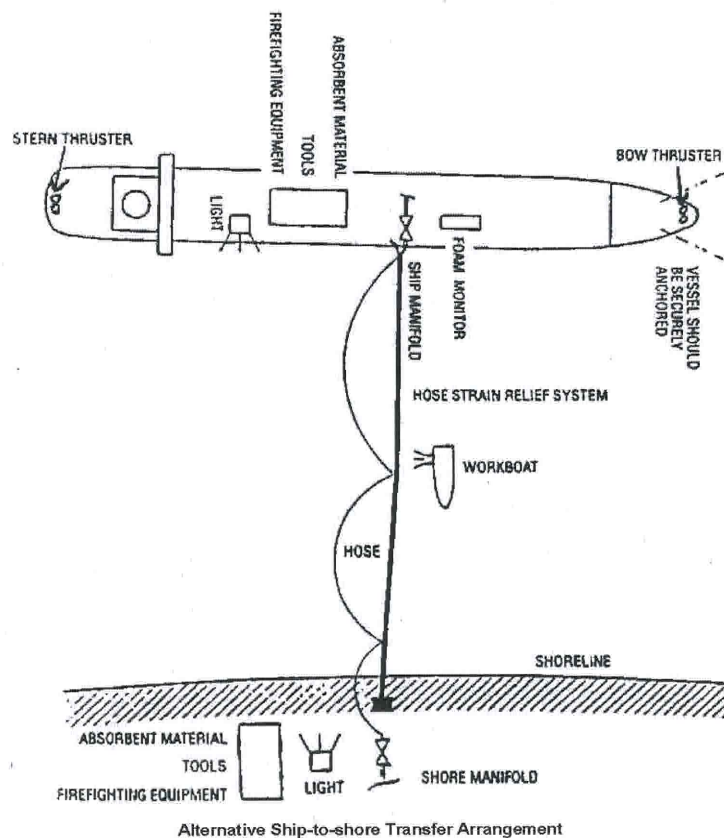 FIREFIGHTING EQUIPMENT
TOOLS
ABSORBENT MATERIAL
STERN THRUSTER
BOW THRUSTER
LIGHT
SHIP MANIFOLD
FOAM MONITOR
VESSEL SHOULD
BE SECURELY
ANCHORED
HOSE STRAIN RELIEF SYSTEM
WORKBOAT
HOSE
SHORELINE
ABSORBENT MATERIAL
TOOLS
FIREFIGHTING EQUIPMENT
LIGHT
SHORE MANIFOLD
Alternative Ship-to-shore Transfer Arrangement